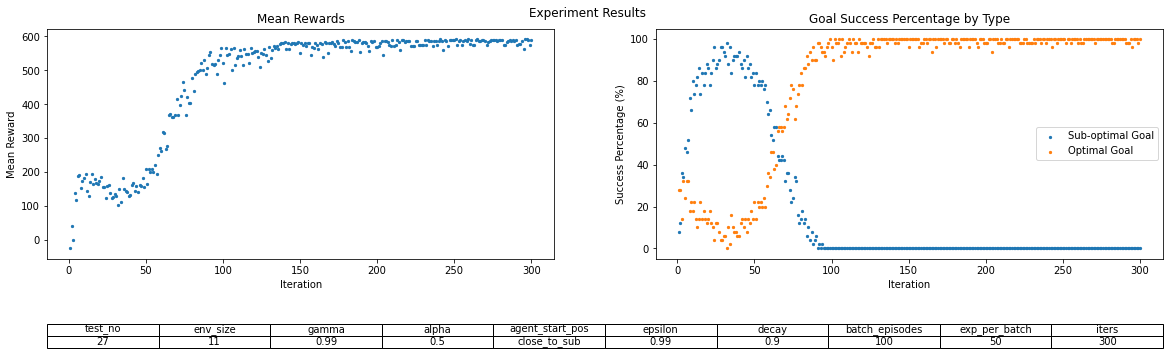 Experiment Results
Mean Rewards
Mean Reward
600
500
400
300
200
100
0
0 50 100 150 200 250 300
Iteration
Goal Success Percentage by Type
Success Percentage (%)
100
80
60
40
20
0
Sub-optimal Goal
Optimal Goal
0 50 100 150 200 250 300
Iteration
test_no env_size gamma alpha agent_start_pos epsilon decay batch_episodes exp_per_batch iters
27 11 0.99 0.5 close_to_sub 0.99 0.9 100 50 300